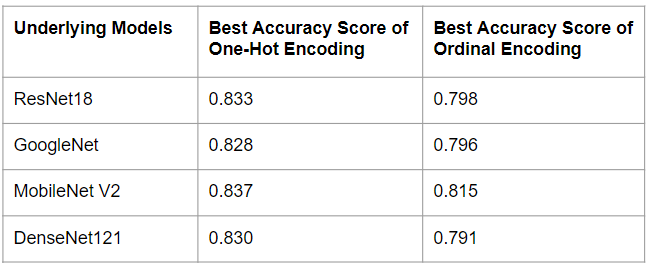 Underlying Models
Best Accuracy Score of
One-Hot Encoding
Best Accuracy Score of
Ordinal Encoding
ResNet18 0.833 0.798
GoogleNet 0.828 0.796
MobileNet V2 0.837 0.815
DenseNet121 0.830 0.791